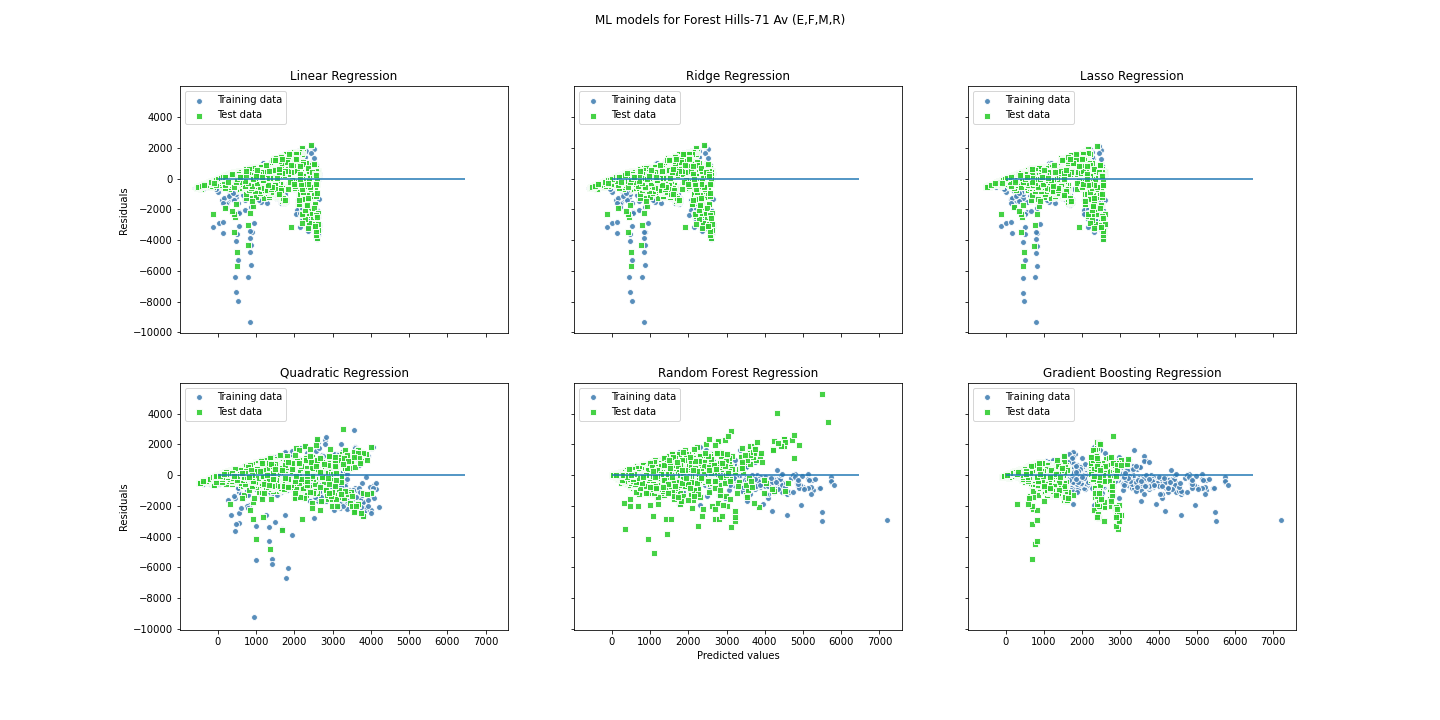 ML models for Forest Hills-71 Av (E,F,M,R)
Linear Regression
Training data
Test data
4000
2000
0
−2000
−4000
−6000
−8000
−10000
Residuals
Ridge Regression
Training data
Test data
Lasso Regression
Training data
Test data
Quadratic Regression
Training data
Test data
4000
2000
0
−2000
−4000
−6000
−8000
−10000
Residuals
0 1000 2000 3000 4000 5000 6000 7000
Random Forest Regression
Training data
Test data
0 1000 2000 3000 4000 5000 6000 7000
Predicted values
Gradient Boosting Regression
Training data
Test data
0 1000 2000 3000 4000 5000 6000 7000